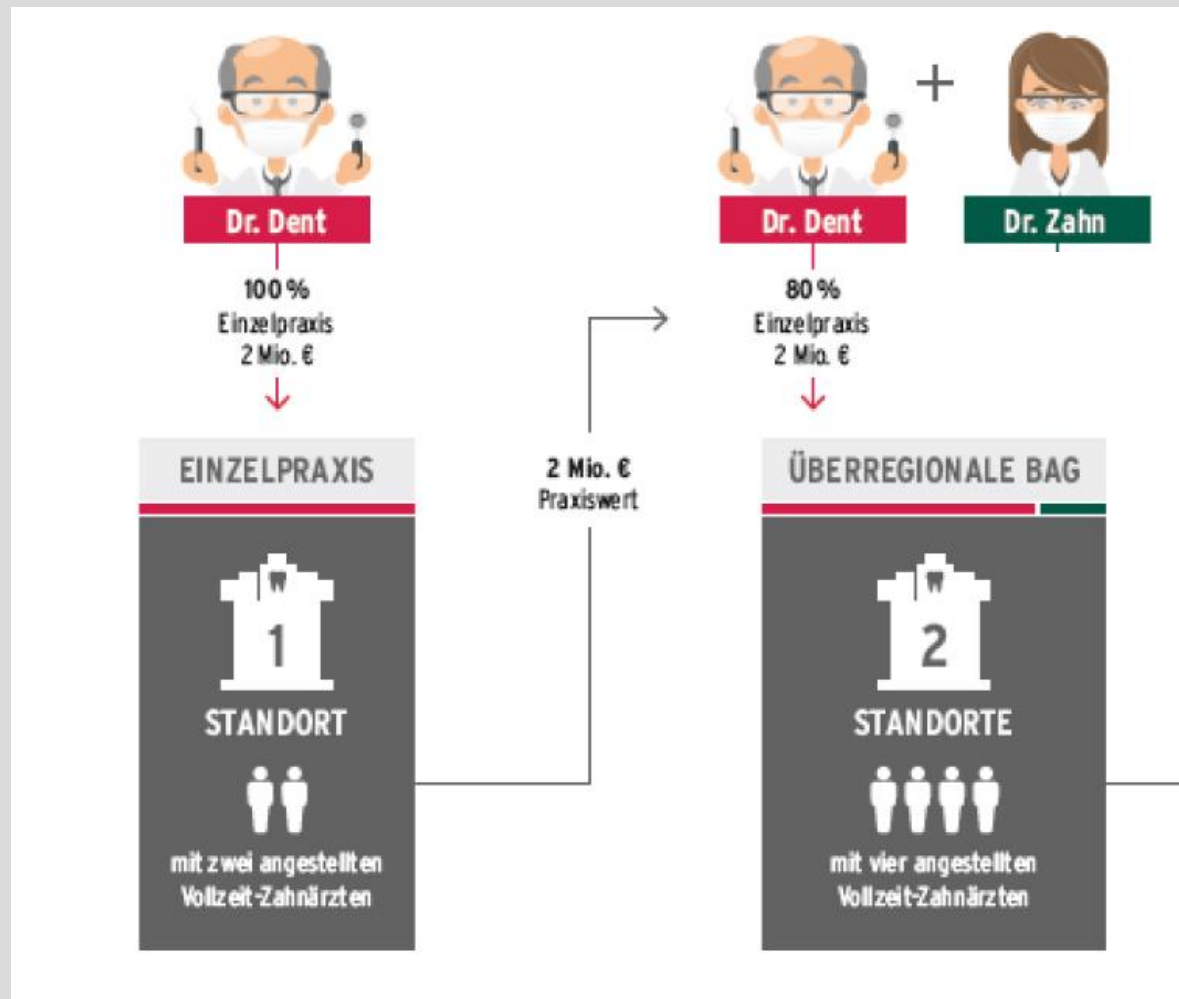 Dr. Dent
100 %
Einzelpraxis
2 Mio. €
EINZELPRAXIS
1
STANDORT
mit zwei angestellten
Vollzeit-Zahnärzten
2 Mio. €
Praxiswert
+
Dr. Dent
Dr. Zahn
80 %
Einzelpraxis
2 Mio. €
ÜBERREGIONALE BAG
2
STANDORTE
mit vier angestellten
Vollzeit-Zahnärzten